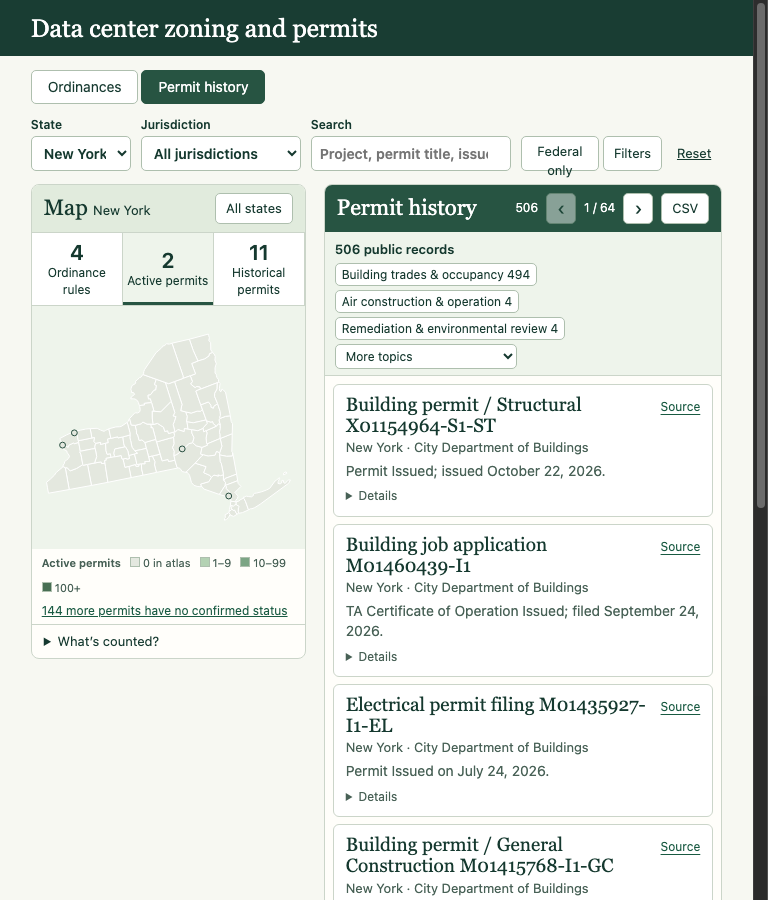 Data center zoning and permits
Ordinances
Permit history
State
Jurisdiction
Search
New York
All jurisdictions
Project, permit title, issue
Federal only
Filters
Reset
Map New York
All states
4
Ordinance
rules
2
Active permits
11
Historical
permits
Active permits
0 in atlas
1–9
10–99
100+
144 more permits have no confirmed status
What's counted?
Permit history
506
‹
1 / 64
›
CSV
506 public records
Building trades & occupancy 494
Air construction & operation 4
Remediation & environmental review 4
More topics
Building permit / Structural
X01154964-S1-ST
Source
New York · City Department of Buildings
Permit Issued; issued October 22, 2026.
Details
Building job application
M01460439-I1
Source
New York · City Department of Buildings
TA Certificate of Operation Issued; filed September 24,
2026.
Details
Electrical permit filing M01435927-
I1-EL
Source
New York · City Department of Buildings
Permit Issued on July 24, 2026.
Details
Building permit / General
Construction M01415768-I1-GC
Source
New York · City Department of Buildings